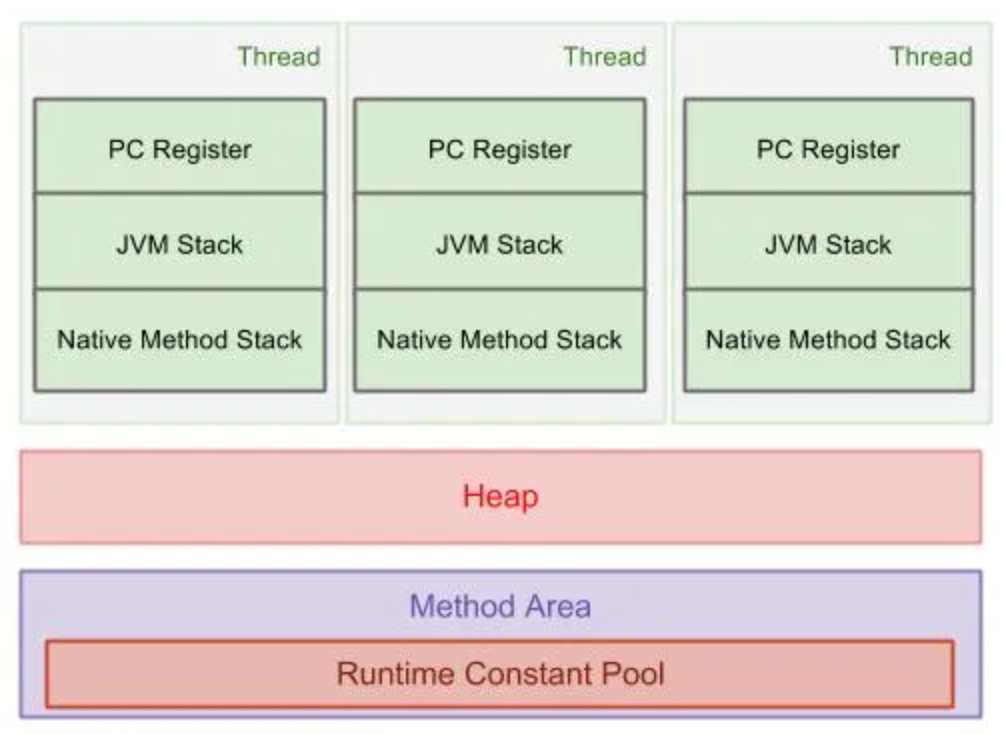 Thread
PC Register
JVM Stack
Native Method Stack
Thread
PC Register
JVM Stack
Native Method Stack
Thread
PC Register
JVM Stack
Native Method Stack
Heap
Method Area
Runtime Constant Pool